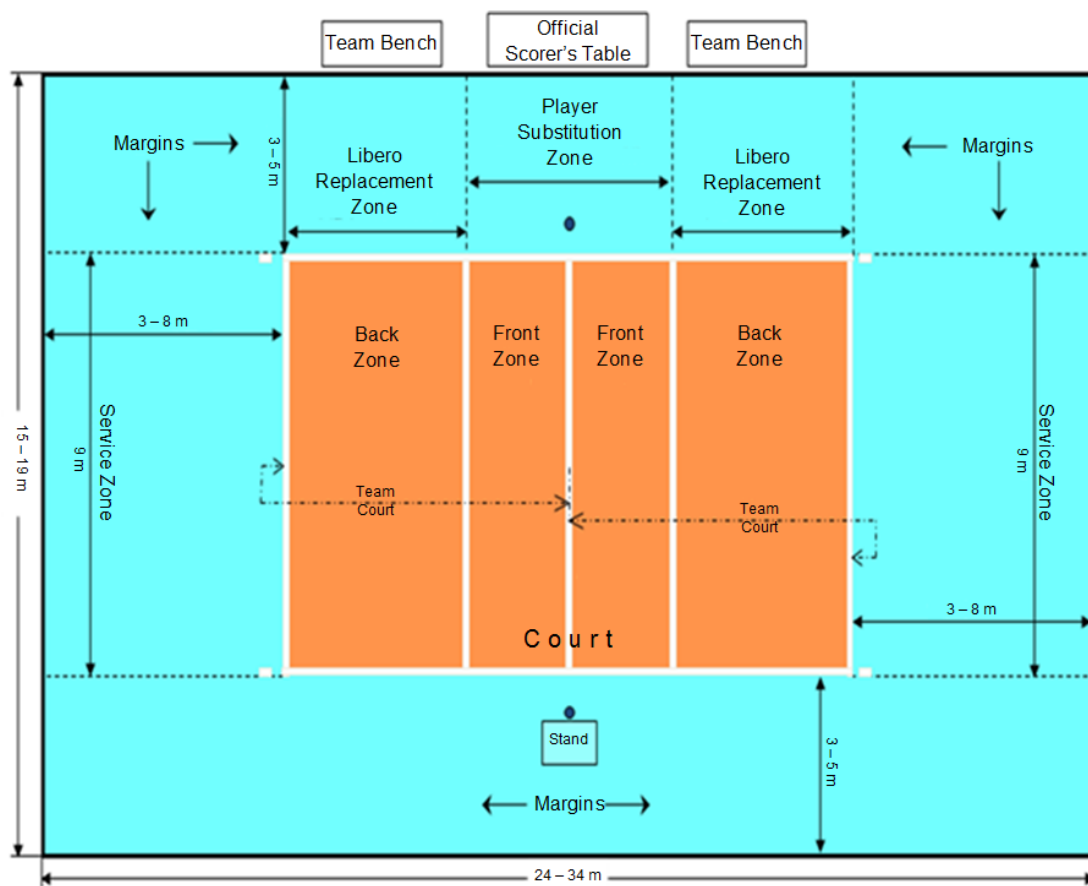 Team Bench
Official
Scorer's Table
Team Bench
Player
Substitution
Zone
Margins
3 – 5 m
Libero
Replacement
Zone
Libero
Replacement
Zone
Margins
3 – 8 m
Back
Zone
Front
Zone
Front
Zone
Back
Zone
15 – 19 m
9 m
Service Zone
Team
Court
Team
Court
9 m
Service Zone
3 – 8 m
Court
Stand
3 – 5 m
Margins
24 – 34 m